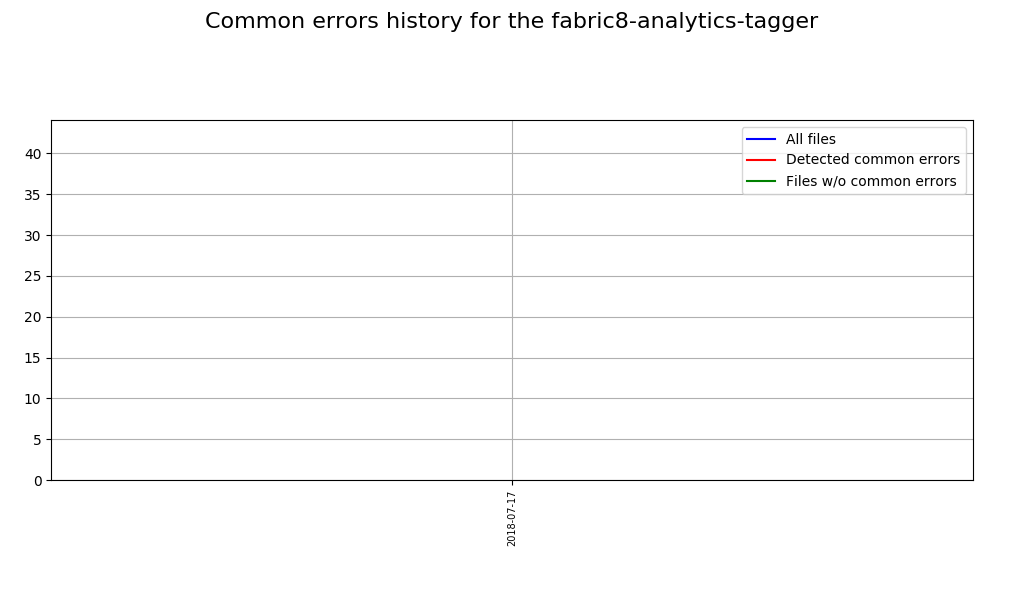 Common errors history for the fabric8-analytics-tagger
All files
Detected common errors
Files w/o common errors
40
35
30
25
20
15
10
5
0
2018-07-17